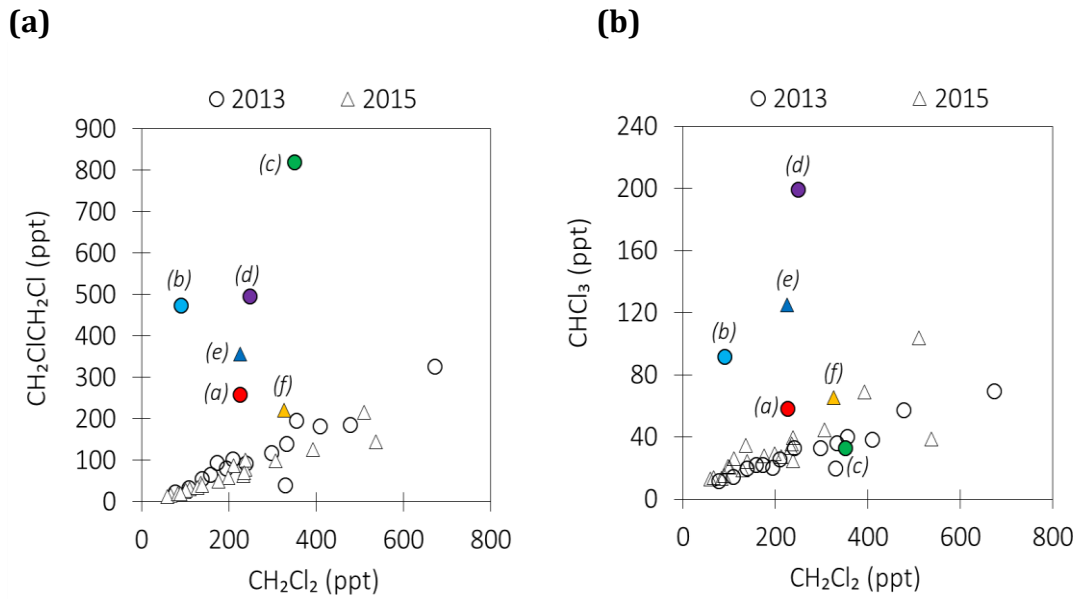 (a)
2013 2015
900
800
700
600
500
400
300
200
100
0
0 200 400 600 800
CH₂ClCH₂Cl (ppt)
CH₂Cl₂ (ppt)
(c)
(b)
(d)
(e)
(a)
(f)
(b)
2013 2015
240
200
160
120
80
40
0
0 200 400 600 800
CHCl₃ (ppt)
CH₂Cl₂ (ppt)
(d)
(e)
(b)
(f)
(a)
(c)